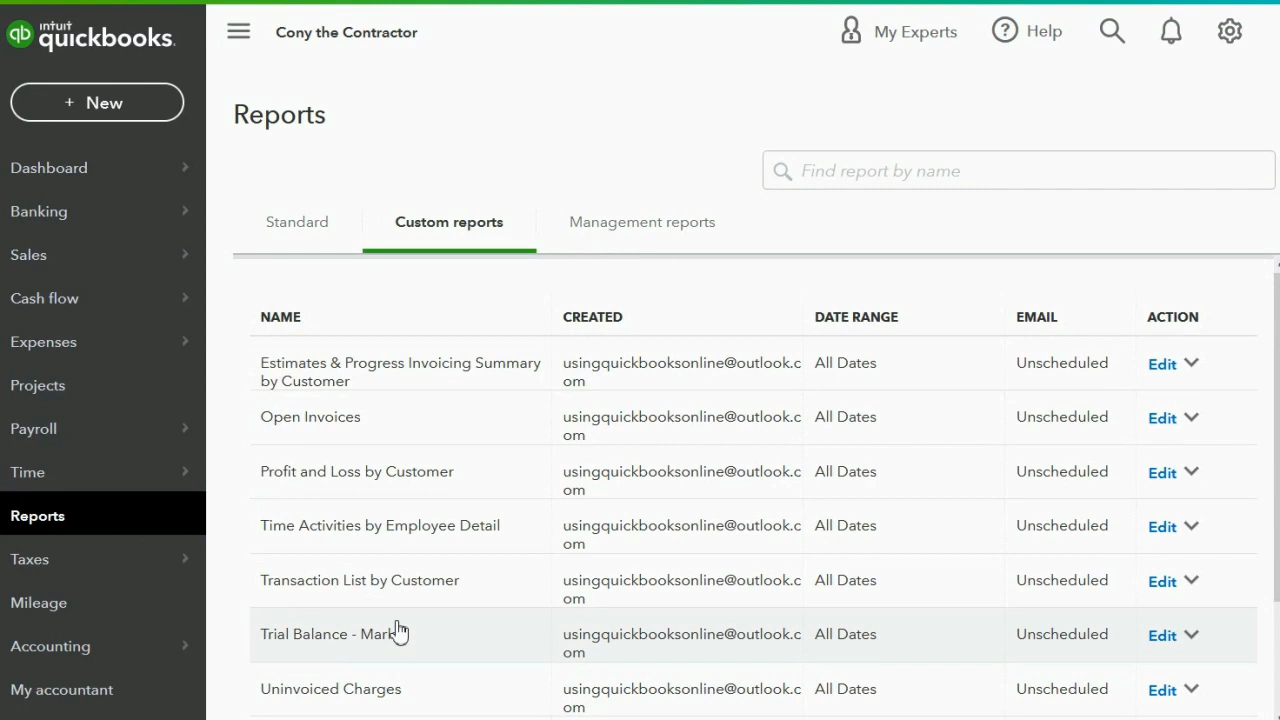 intuit
quickbooks.
Cony the Contractor
My Experts
Help
+ New
Reports
Find report by name
Dashboard
Banking
Sales
Cash flow
Expenses
Projects
Payroll
Time
Reports
Taxes
Mileage
Accounting
My accountant
Standard
Custom reports
Management reports
NAME CREATED DATE RANGE EMAIL ACTION
Estimates & Progress Invoicing Summary usingquickbooksonline@outlook.c All Dates Unscheduled Edit
by Customer om
Open Invoices usingquickbooksonline@outlook.c All Dates Unscheduled Edit
om
Profit and Loss by Customer usingquickbooksonline@outlook.c All Dates Unscheduled Edit
om
Time Activities by Employee Detail usingquickbooksonline@outlook.c All Dates Unscheduled Edit
om
Transaction List by Customer usingquickbooksonline@outlook.c All Dates Unscheduled Edit
om
Trial Balance - Mark usingquickbooksonline@outlook.c All Dates Unscheduled Edit
om
Uninvoiced Charges usingquickbooksonline@outlook.c All Dates Unscheduled Edit
om